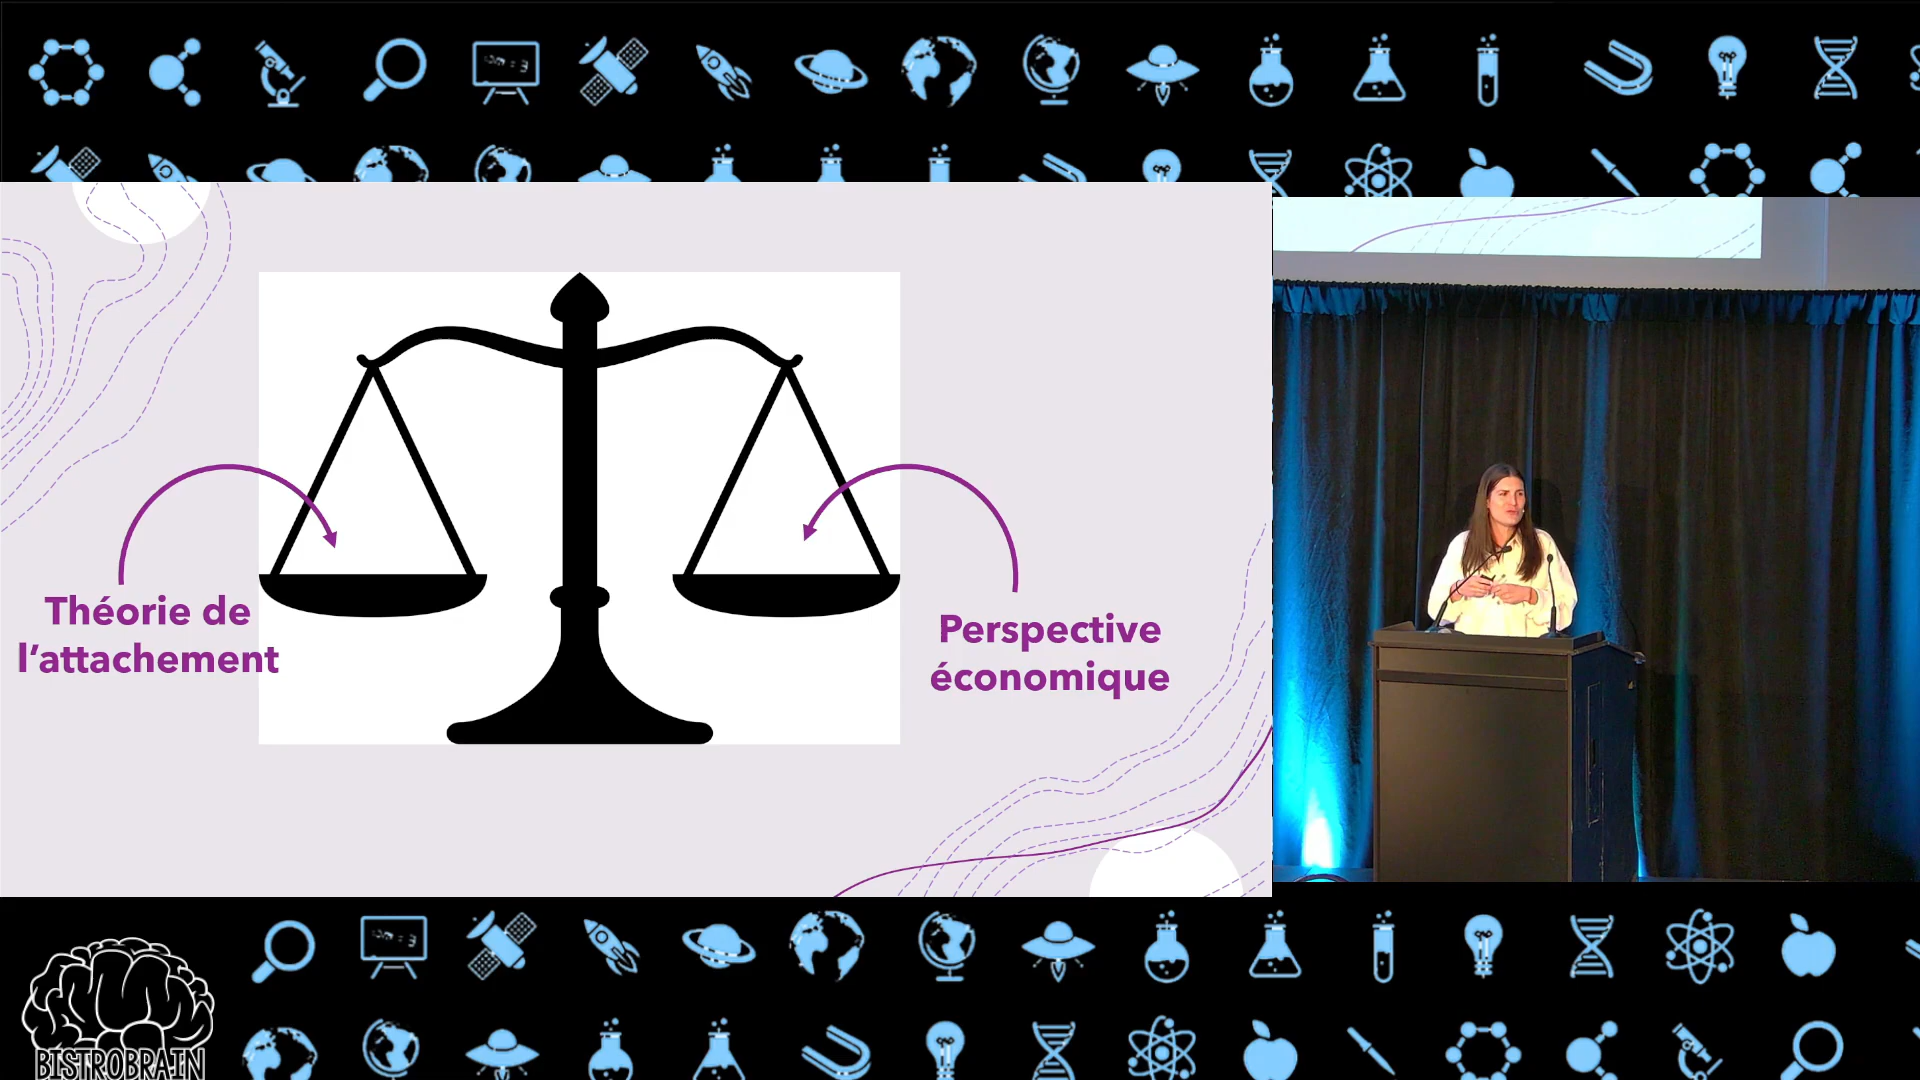 Théorie de
l’attachement
Perspective
économique
BISTROBRAIN